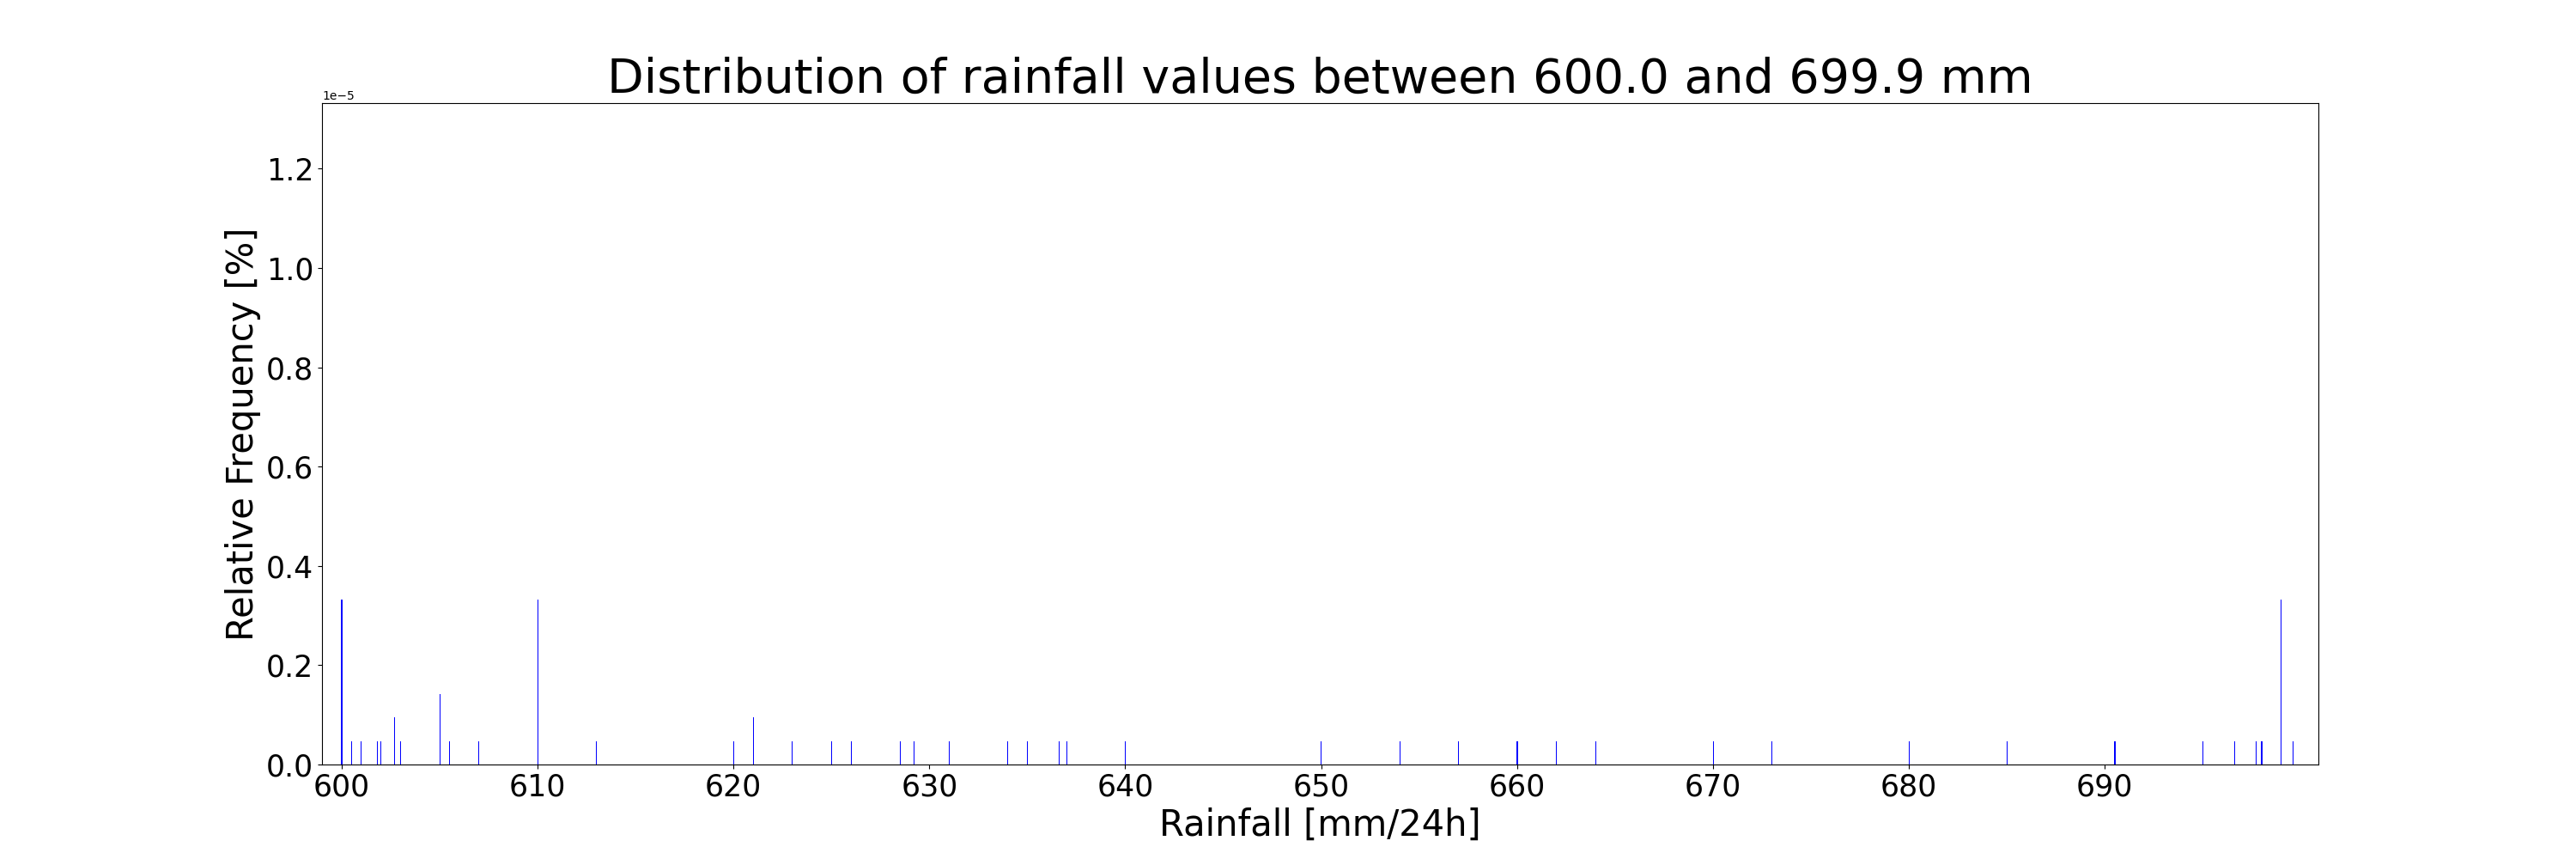 Distribution of rainfall values between 600.0 and 699.9 mm
1e−5
1.2
1.0
0.8
0.6
0.4
0.2
0.0
Relative Frequency [%]
600 610 620 630 640 650 660 670 680 690
Rainfall [mm/24h]